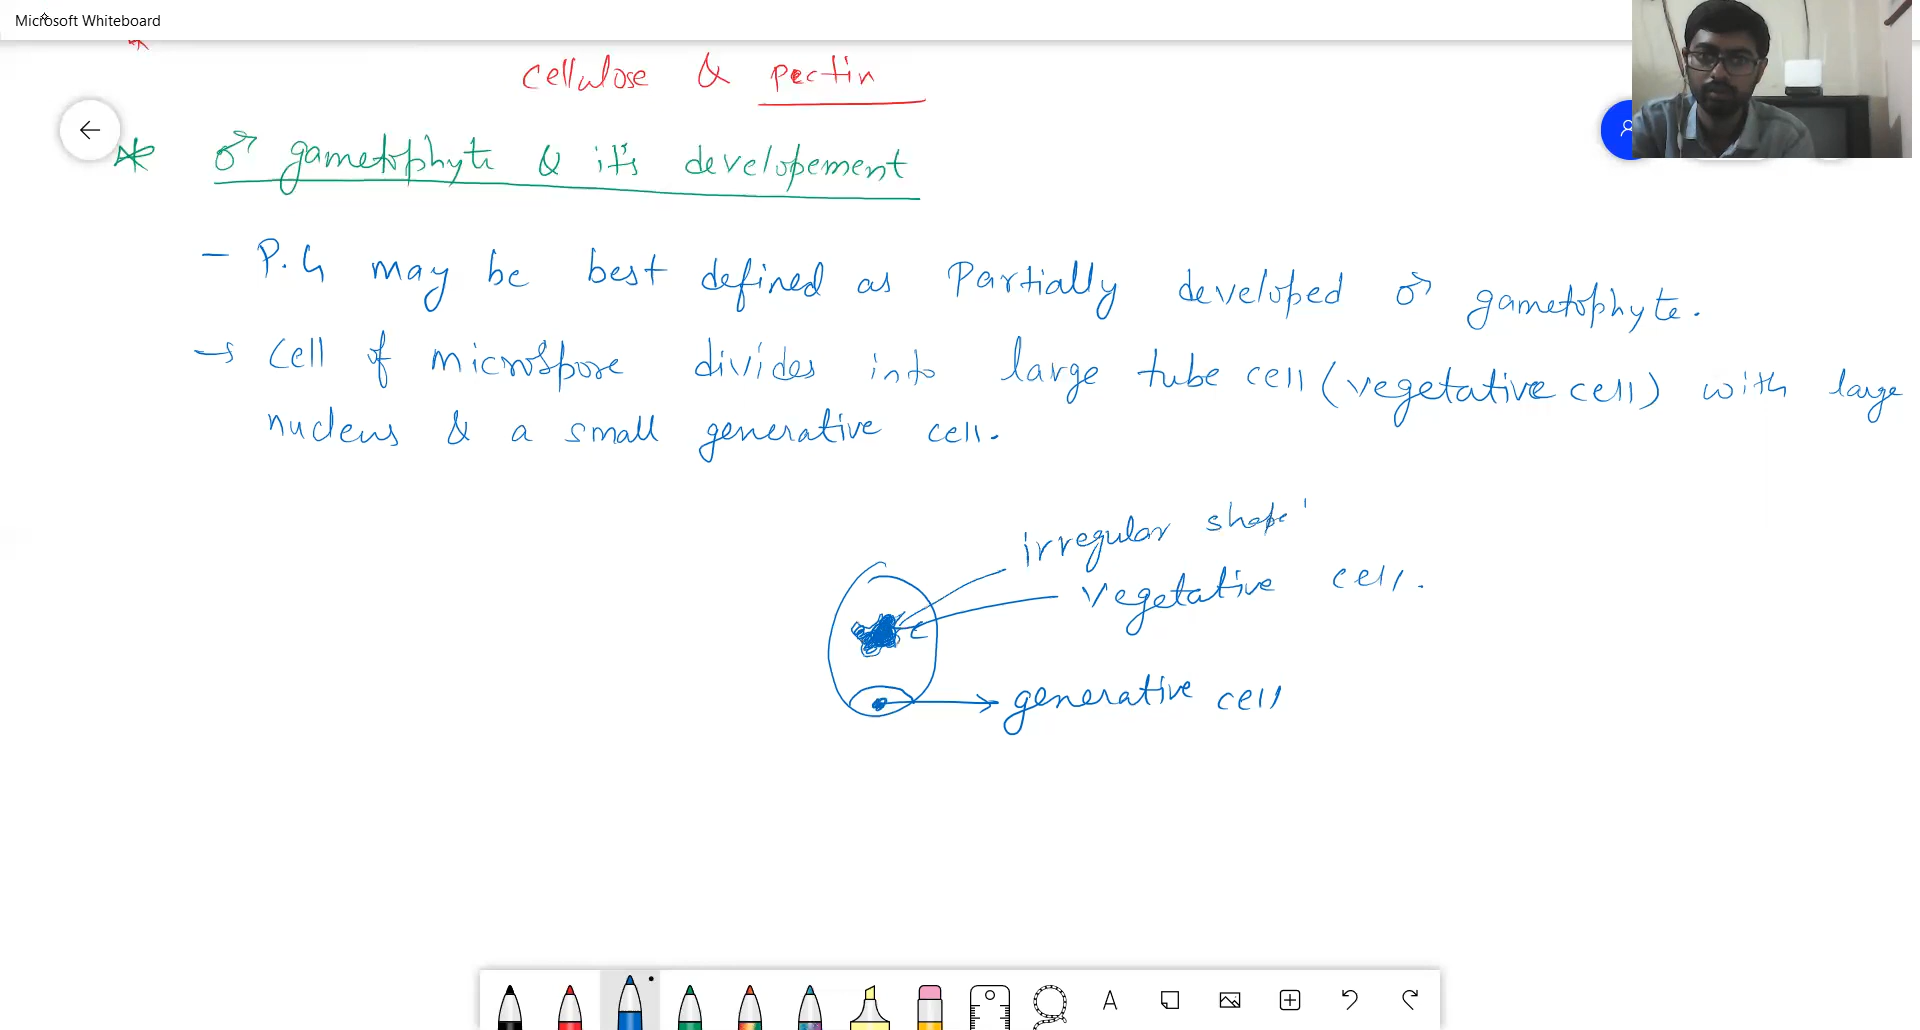 Microsoft Whiteboard
cellulose & pectin
* ♂ gametophyte & it's developement
- P.G may be best defined as Partially developed ♂ gametophyte.
→ Cell of microspore divides into large tube cell (vegetative cell) with large
nucleus & a small generative cell.
irregular shape
vegetative cell.
generative cell